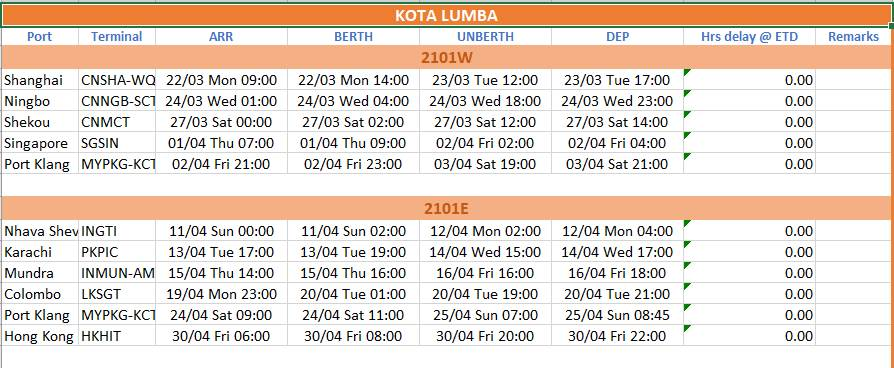 KOTA LUMBA
Port Terminal ARR BERTH UNBERTH DEP Hrs delay @ ETD Remarks
2101W
Shanghai CNSHA-WQ 22/03 Mon 09:00 22/03 Mon 14:00 23/03 Tue 12:00 23/03 Tue 17:00 0.00
Ningbo CNNGB-SCT 24/03 Wed 01:00 24/03 Wed 04:00 24/03 Wed 18:00 24/03 Wed 23:00 0.00
Shekou CNMCT 27/03 Sat 00:00 27/03 Sat 02:00 27/03 Sat 12:00 27/03 Sat 14:00 0.00
Singapore SGSIN 01/04 Thu 07:00 01/04 Thu 09:00 02/04 Fri 02:00 02/04 Fri 04:00 0.00
Port Klang MYPKG-KCT 02/04 Fri 21:00 02/04 Fri 23:00 03/04 Sat 19:00 03/04 Sat 21:00 0.00
2101E
Nhava Shev INGTI 11/04 Sun 00:00 11/04 Sun 02:00 12/04 Mon 02:00 12/04 Mon 04:00 0.00
Karachi PKPIC 13/04 Tue 17:00 13/04 Tue 19:00 14/04 Wed 15:00 14/04 Wed 17:00 0.00
Mundra INMUN-AM 15/04 Thu 14:00 15/04 Thu 16:00 16/04 Fri 16:00 16/04 Fri 18:00 0.00
Colombo LKSGT 19/04 Mon 23:00 20/04 Tue 01:00 20/04 Tue 19:00 20/04 Tue 21:00 0.00
Port Klang MYPKG-KCT 24/04 Sat 09:00 24/04 Sat 11:00 25/04 Sun 07:00 25/04 Sun 08:45 0.00
Hong Kong HKHIT 30/04 Fri 06:00 30/04 Fri 08:00 30/04 Fri 20:00 30/04 Fri 22:00 0.00